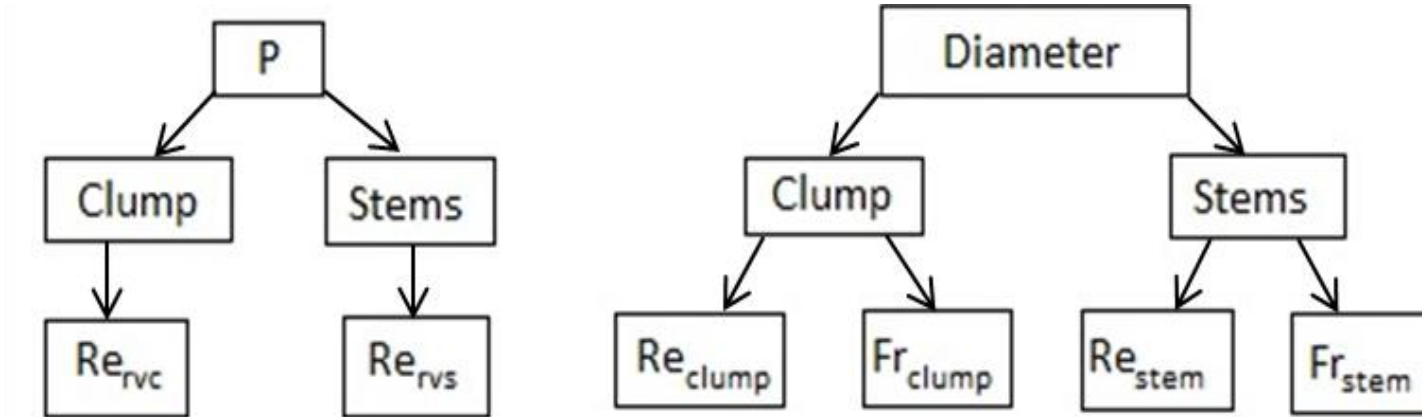 P
Diameter
Clump
Stems
Clump
Stems
Re_rvc
Re_rvs
Re_clump
Fr_clump
Re_stem
Fr_stem